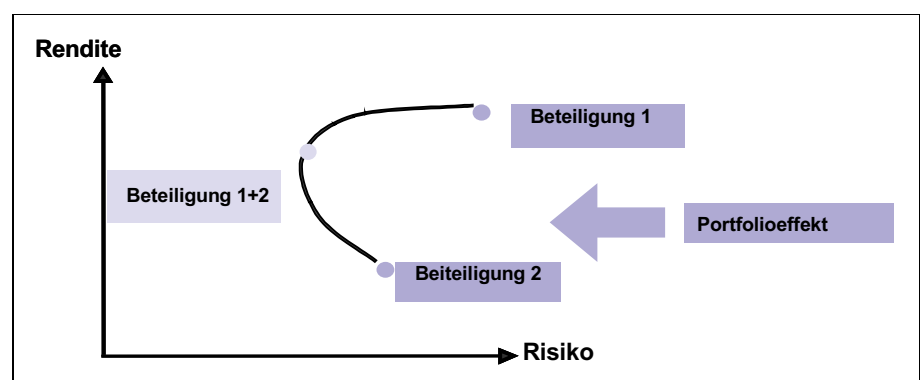 Rendite
Beteiligung 1
Beteiligung 1+2
Portfolioeffekt
Beiteiligung 2
Risiko